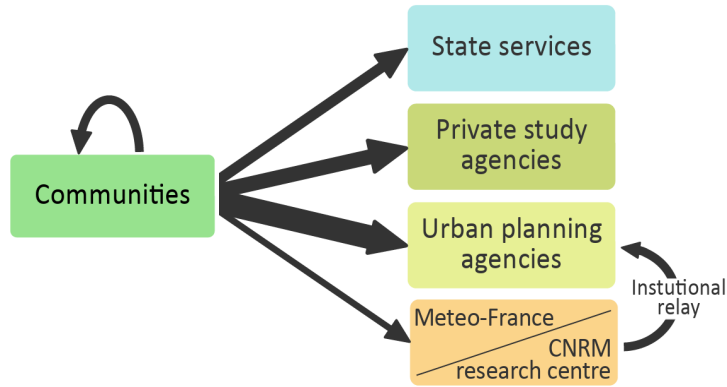 State services
Private study
agencies
Communities
Urban planning
agencies
Instutional
relay
Meteo-France
CNRM
research centre